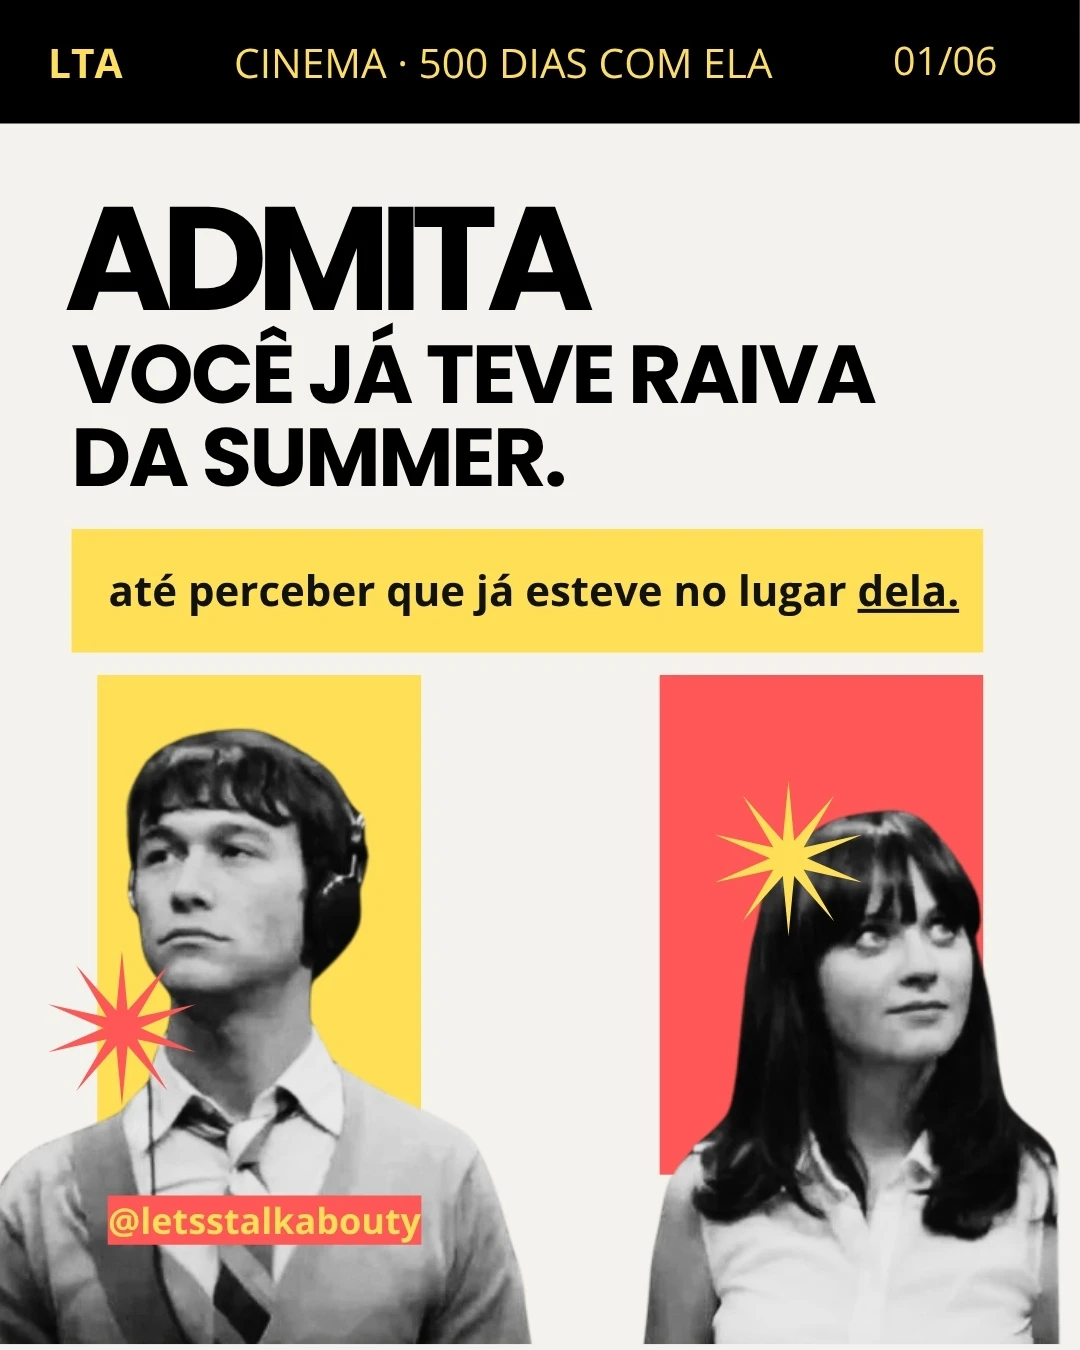 LTA CINEMA · 500 DIAS COM ELA 01/06
ADMITA
VOCÊ JÁ TEVE RAIVA
DA SUMMER.
até perceber que já esteve no lugar dela.
@letsstalkabouty